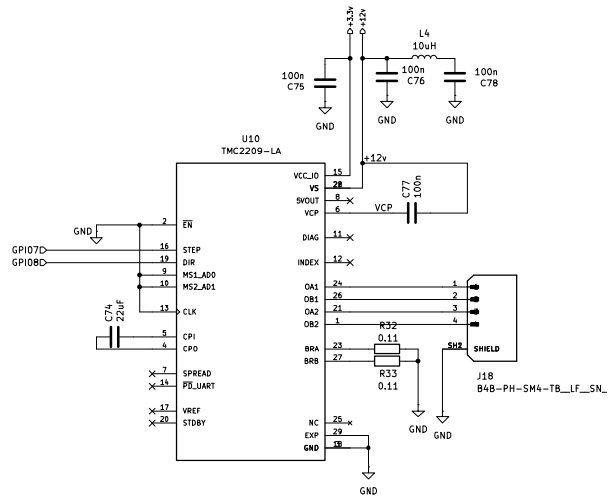 +3.3v
+12v
L4
10uH
100n
C75
100n
C76
100n
C78
GND
GND
GND
U10
TMC2209-LA
+12v
C77
100n
VCC_IO 15
VS
5VOUT 8
VCP 6
VCP
GND
2 EN
DIAG 11
GPIO7 16 STEP
GPIO8 19 DIR
INDEX 12
9 MS1_AD0
10 MS2_AD1
OA1 24 1
OB1 26 2
OA2 21 3
OB2 1 4
13 CLK
C74
22uF
5 CPI
4 CPO
R32
0.11
BRA 23
BRB 27
R33
0.11
SH2 SHIELD
J18
B4B-PH-SM4-TB__LF__SN_
7 SPREAD
14 PD_UART
17 VREF
20 STDBY
NC 25
EXP 29
GND
GND
GND
GND